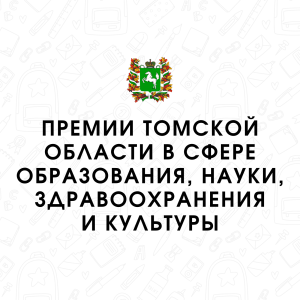 ПРЕМИИ ТОМСКОЙ
ОБЛАСТИ В СФЕРЕ
ОБРАЗОВАНИЯ, НАУКИ,
ЗДРАВООХРАНЕНИЯ
И КУЛЬТУРЫ